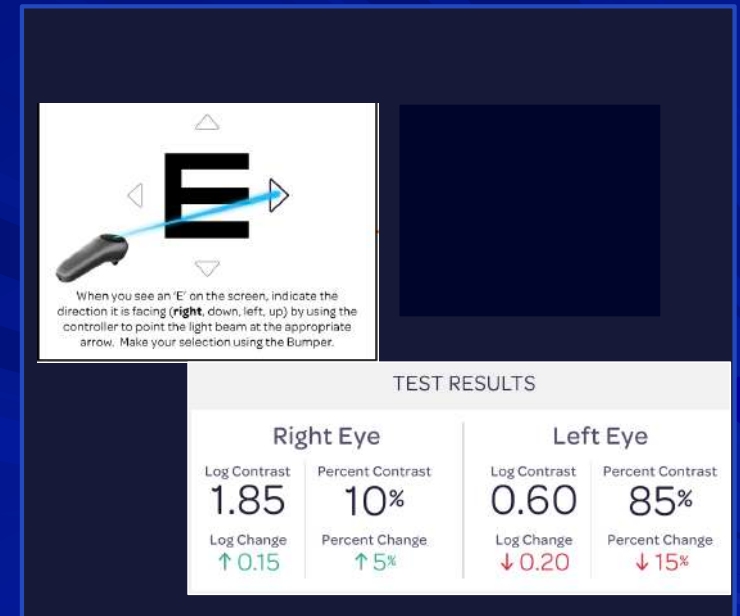 E
When you see an 'E' on the screen, indicate the
direction it is facing (right, down, left, up) by using the
controller to point the light beam at the appropriate
arrow. Make your selection using the Bumper.
TEST RESULTS
Right Eye
Log Contrast Percent Contrast
1.85 10%
Log Change Percent Change
↑ 0.15 ↑ 5%
Left Eye
Log Contrast Percent Contrast
0.60 85%
Log Change Percent Change
↓ 0.20 ↓ 15%